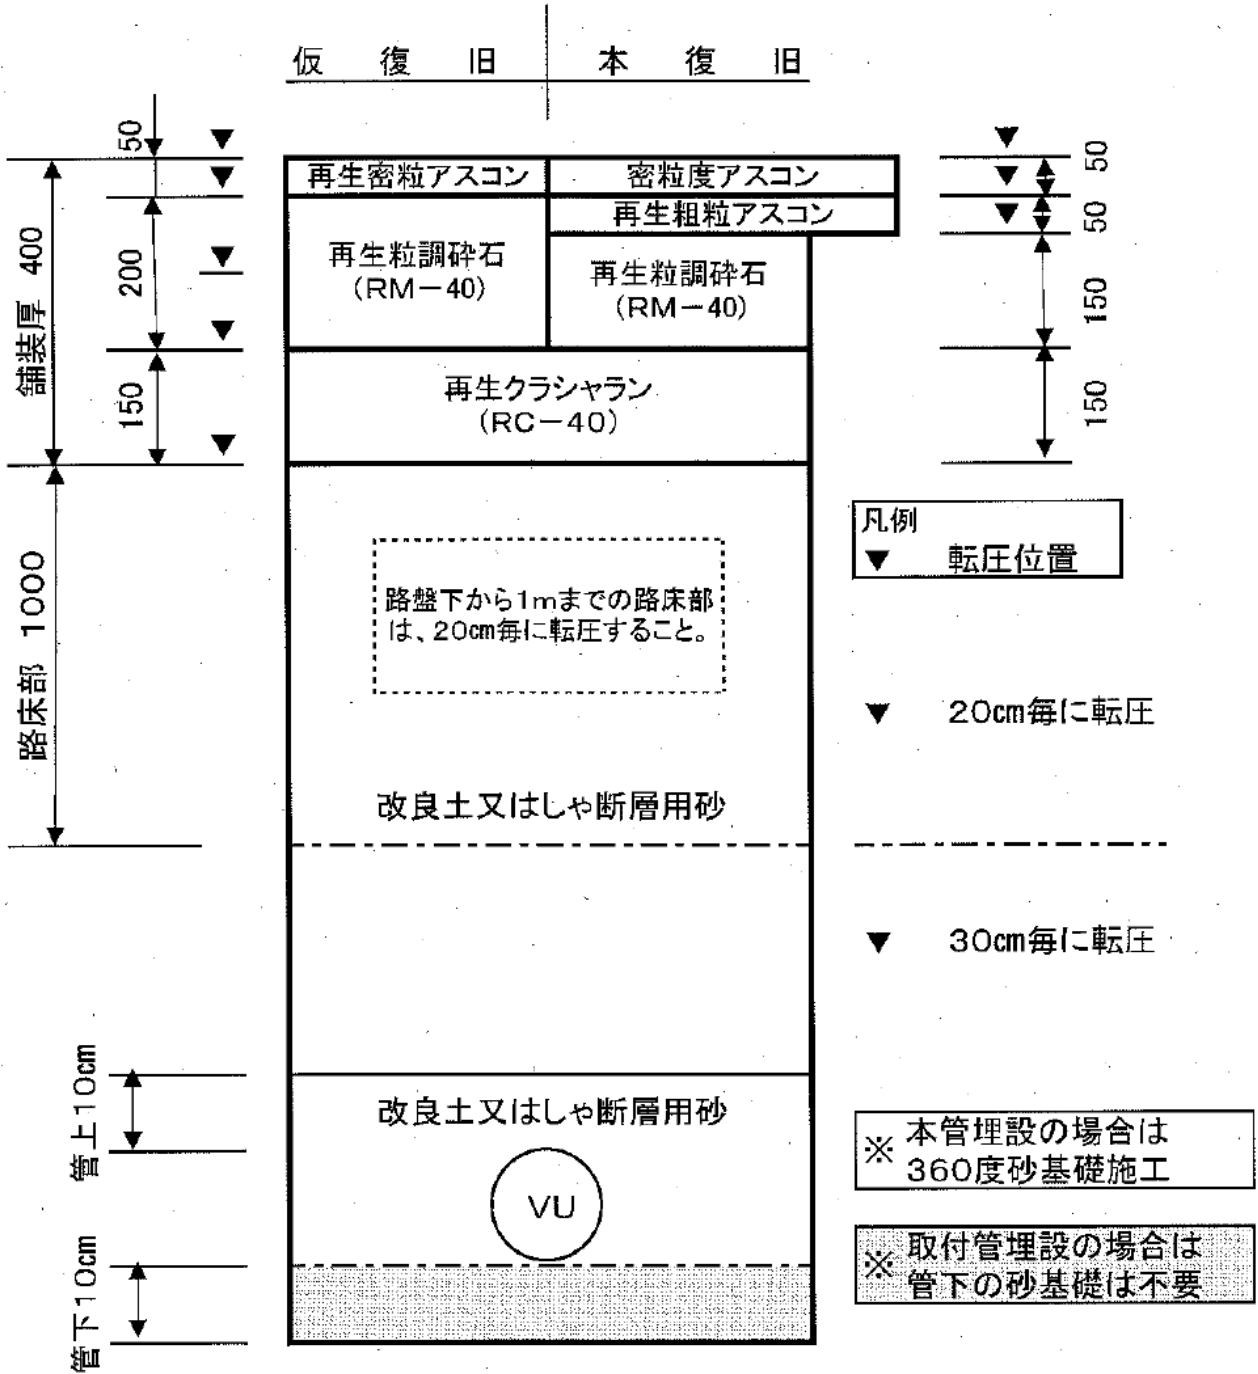 仮復旧
本復旧
50
再生密粒アスコン
密粒度アスコン
50
再生粗粒アスコン
50
舗装厚 400
200
再生粒調砕石
(RM-40)
再生粒調砕石
(RM-40)
150
150
再生クラシャラン
(RC-40)
150
凡例
▼ 転圧位置
路床部 1000
路盤下から1mまでの路床部
は、20cm毎に転圧すること。
▼ 20cm毎に転圧
改良土又はしゃ断層用砂
▼ 30cm毎に転圧
管上10cm
改良土又はしゃ断層用砂
※ 本管埋設の場合は
360度砂基礎施工
VU
管下10cm
※ 取付管埋設の場合は
管下の砂基礎は不要